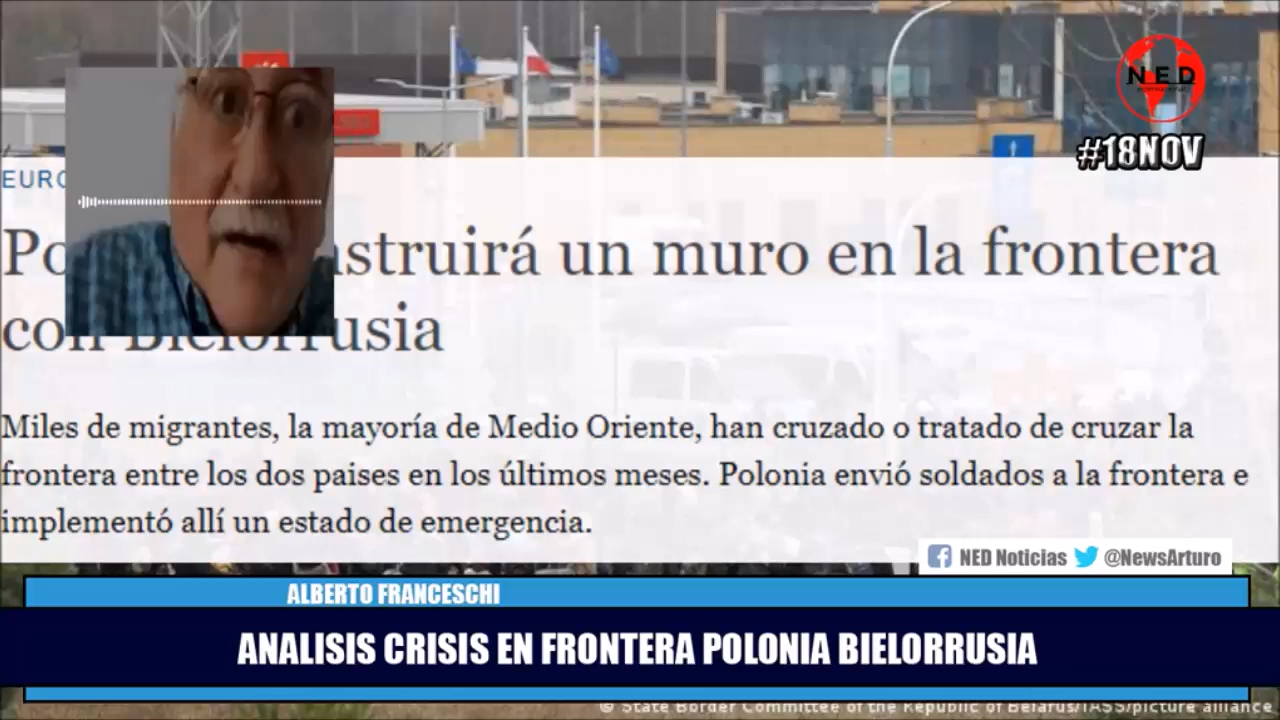 N.E.D
#18NOV
EURO
Po nstruirá un muro en la frontera
con Bielorrusia
Miles de migrantes, la mayoría de Medio Oriente, han cruzado o tratado de cruzar la
frontera entre los dos paises en los últimos meses. Polonia envió soldados a la frontera e
implementó allí un estado de emergencia.
NED Noticias @NewsArturo
ALBERTO FRANCESCHI
ANALISIS CRISIS EN FRONTERA POLONIA BIELORRUSIA
© State Border Committee of the Republic of Belarus/TASS/picture alliance